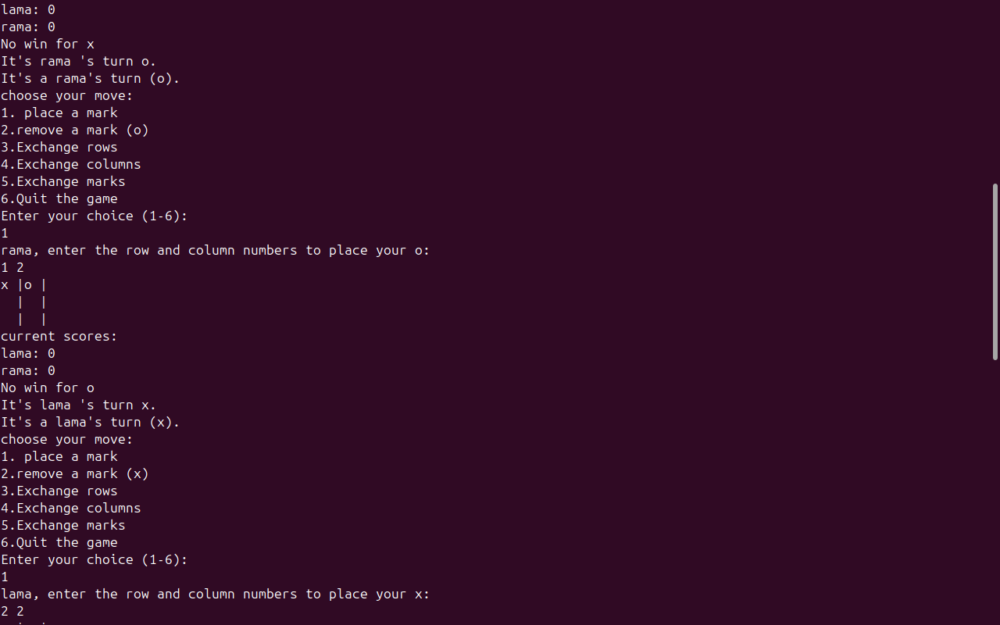 lama: 0
rama: 0
No win for x
It's rama 's turn o.
It's a rama's turn (o).
choose your move:
1. place a mark
2.remove a mark (o)
3.Exchange rows
4.Exchange columns
5.Exchange marks
6.Quit the game
Enter your choice (1-6):
1
rama, enter the row and column numbers to place your o:
1 2
x |o |
  |  |
  |  |
current scores:
lama: 0
rama: 0
No win for o
It's lama 's turn x.
It's a lama's turn (x).
choose your move:
1. place a mark
2.remove a mark (x)
3.Exchange rows
4.Exchange columns
5.Exchange marks
6.Quit the game
Enter your choice (1-6):
1
lama, enter the row and column numbers to place your x:
2 2